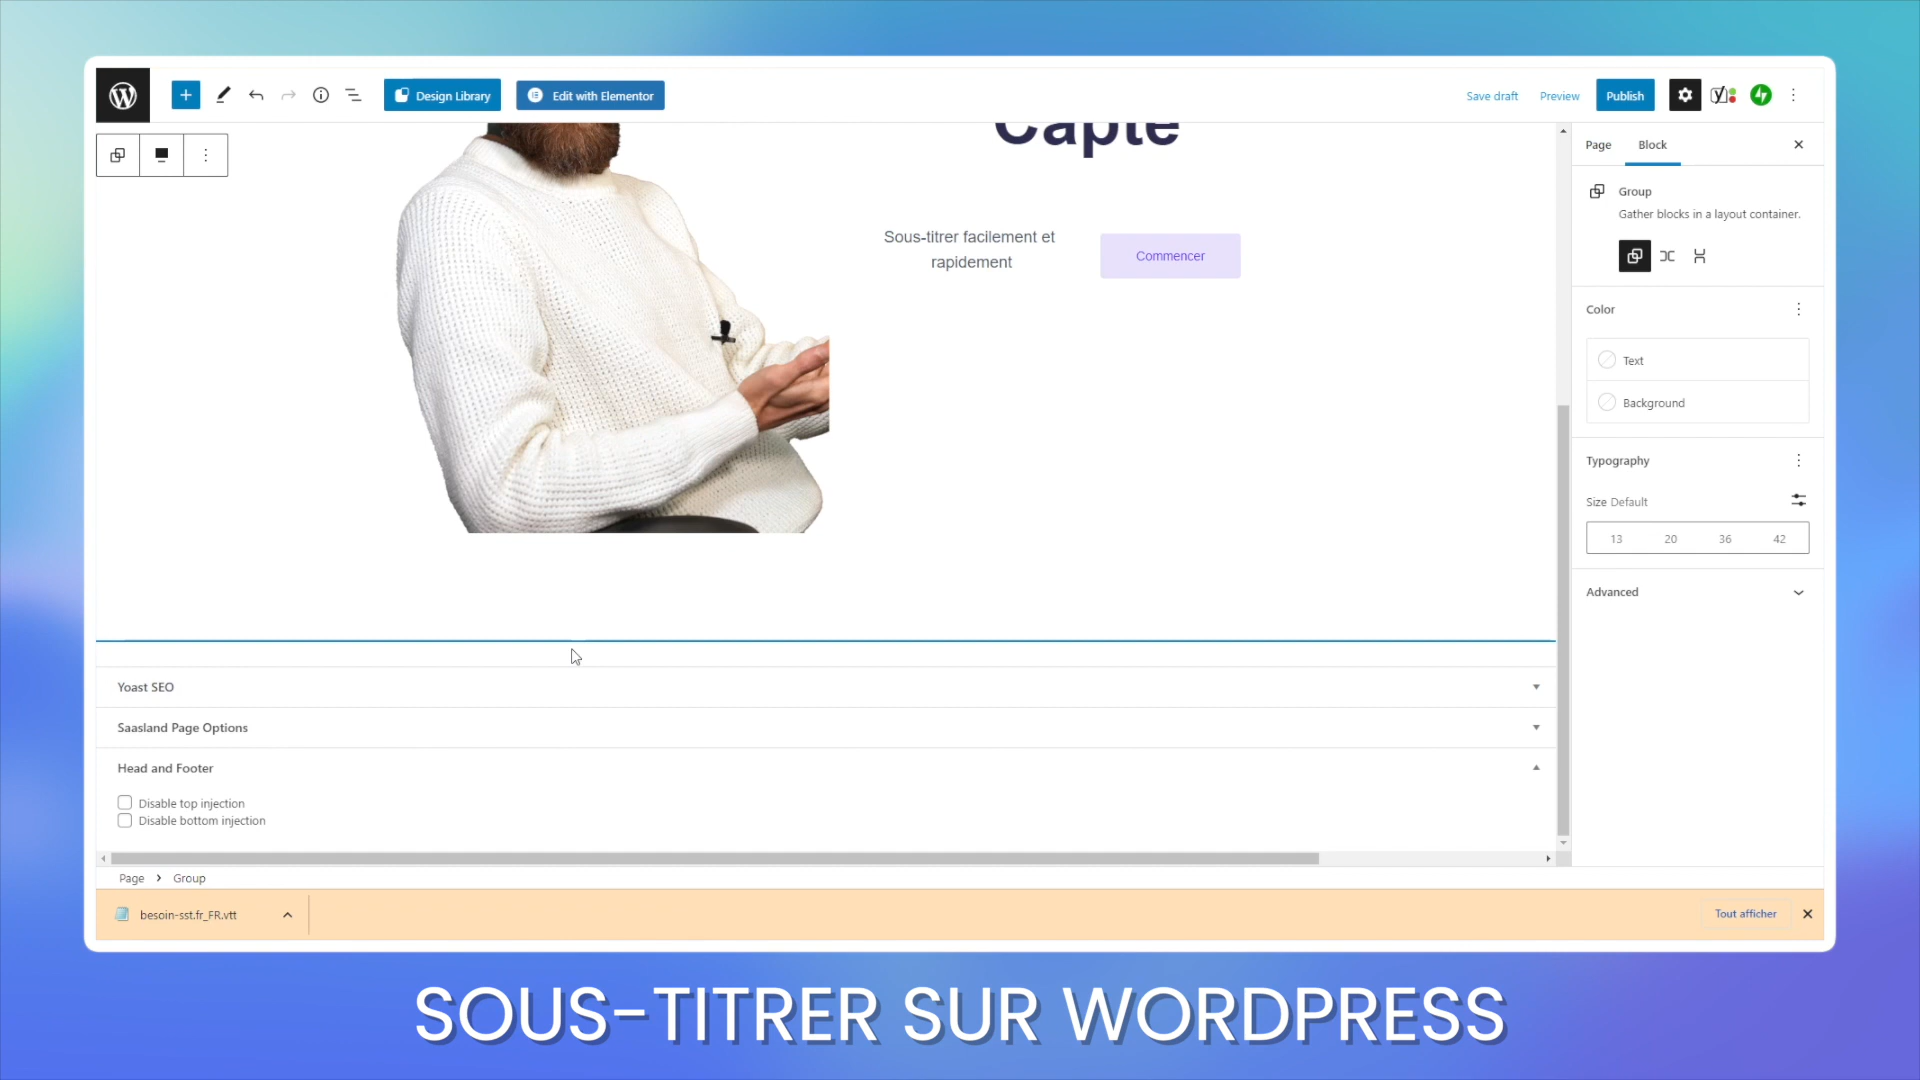 Design Library
Edit with Elementor
Save draft
Preview
Publish
Capté
Sous-titrer facilement et
rapidement
Commencer
Page
Block
Group
Gather blocks in a layout container.
Color
Text
Background
Typography
Size Default
13 20 36 42
Advanced
Yoast SEO
Saasland Page Options
Head and Footer
Disable top injection
Disable bottom injection
Page > Group
besoin-sst.fr_FR.vtt
Tout afficher
SOUS-TITRER SUR WORDPRESS